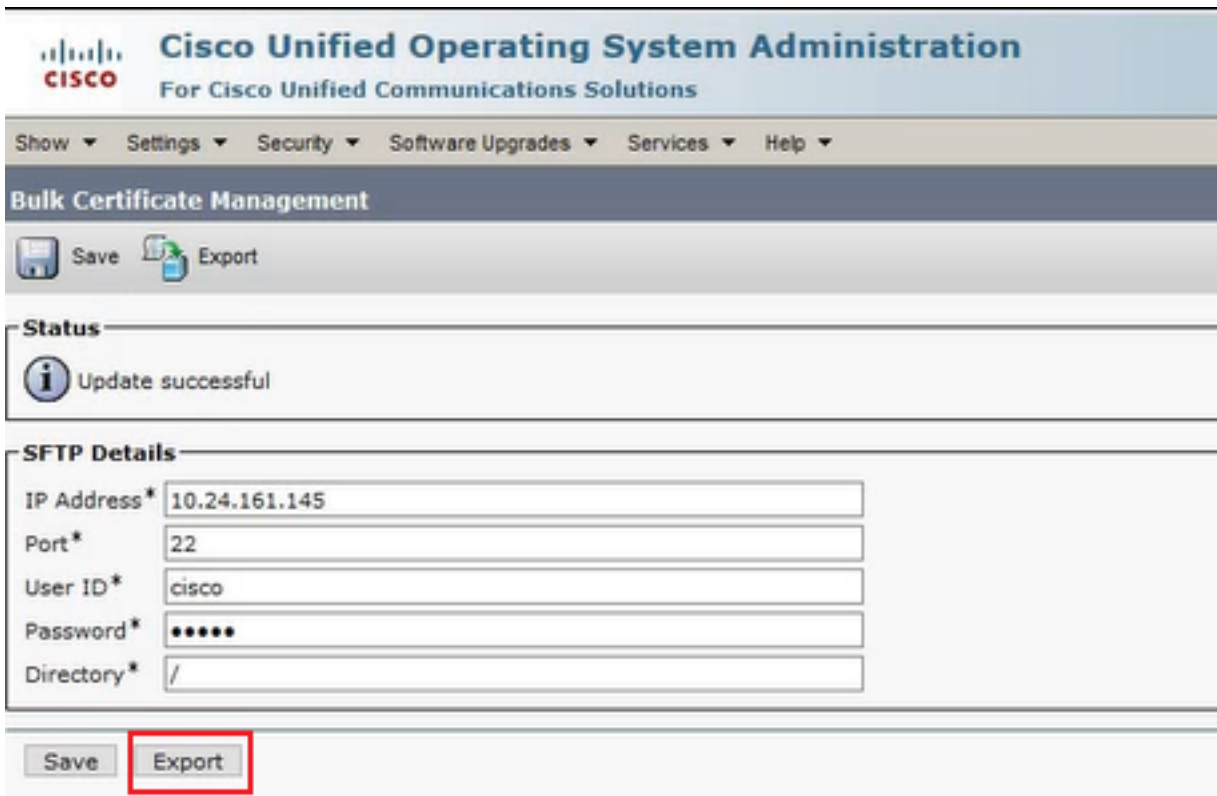 CISCO
Cisco Unified Operating System Administration
For Cisco Unified Communications Solutions
Show Settings Security Software Upgrades Services Help
Bulk Certificate Management
Save Export
Status
i Update successful
SFTP Details
IP Address* 10.24.161.145
Port* 22
User ID* cisco
Password* •••••
Directory* /
Save Export